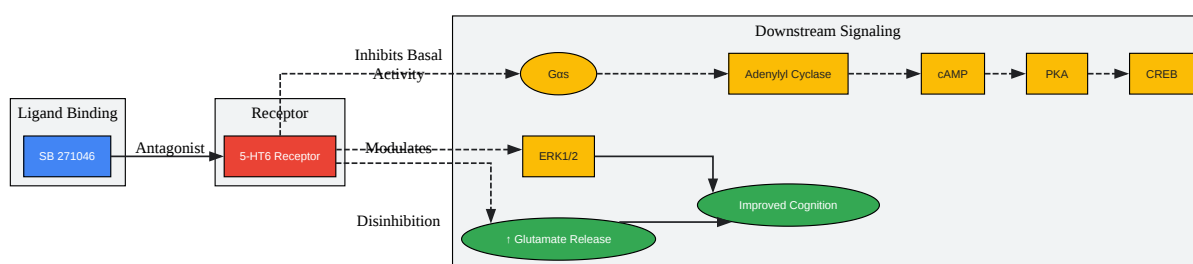 Downstream Signaling
Inhibits Basal
Activity
Gαs
Adenylyl Cyclase
cAMP
PKA
CREB
Ligand Binding
Receptor
SB 271046
Antagonist
5-HT6 Receptor
Modulates
ERK1/2
Improved Cognition
Disinhibition
↑ Glutamate Release